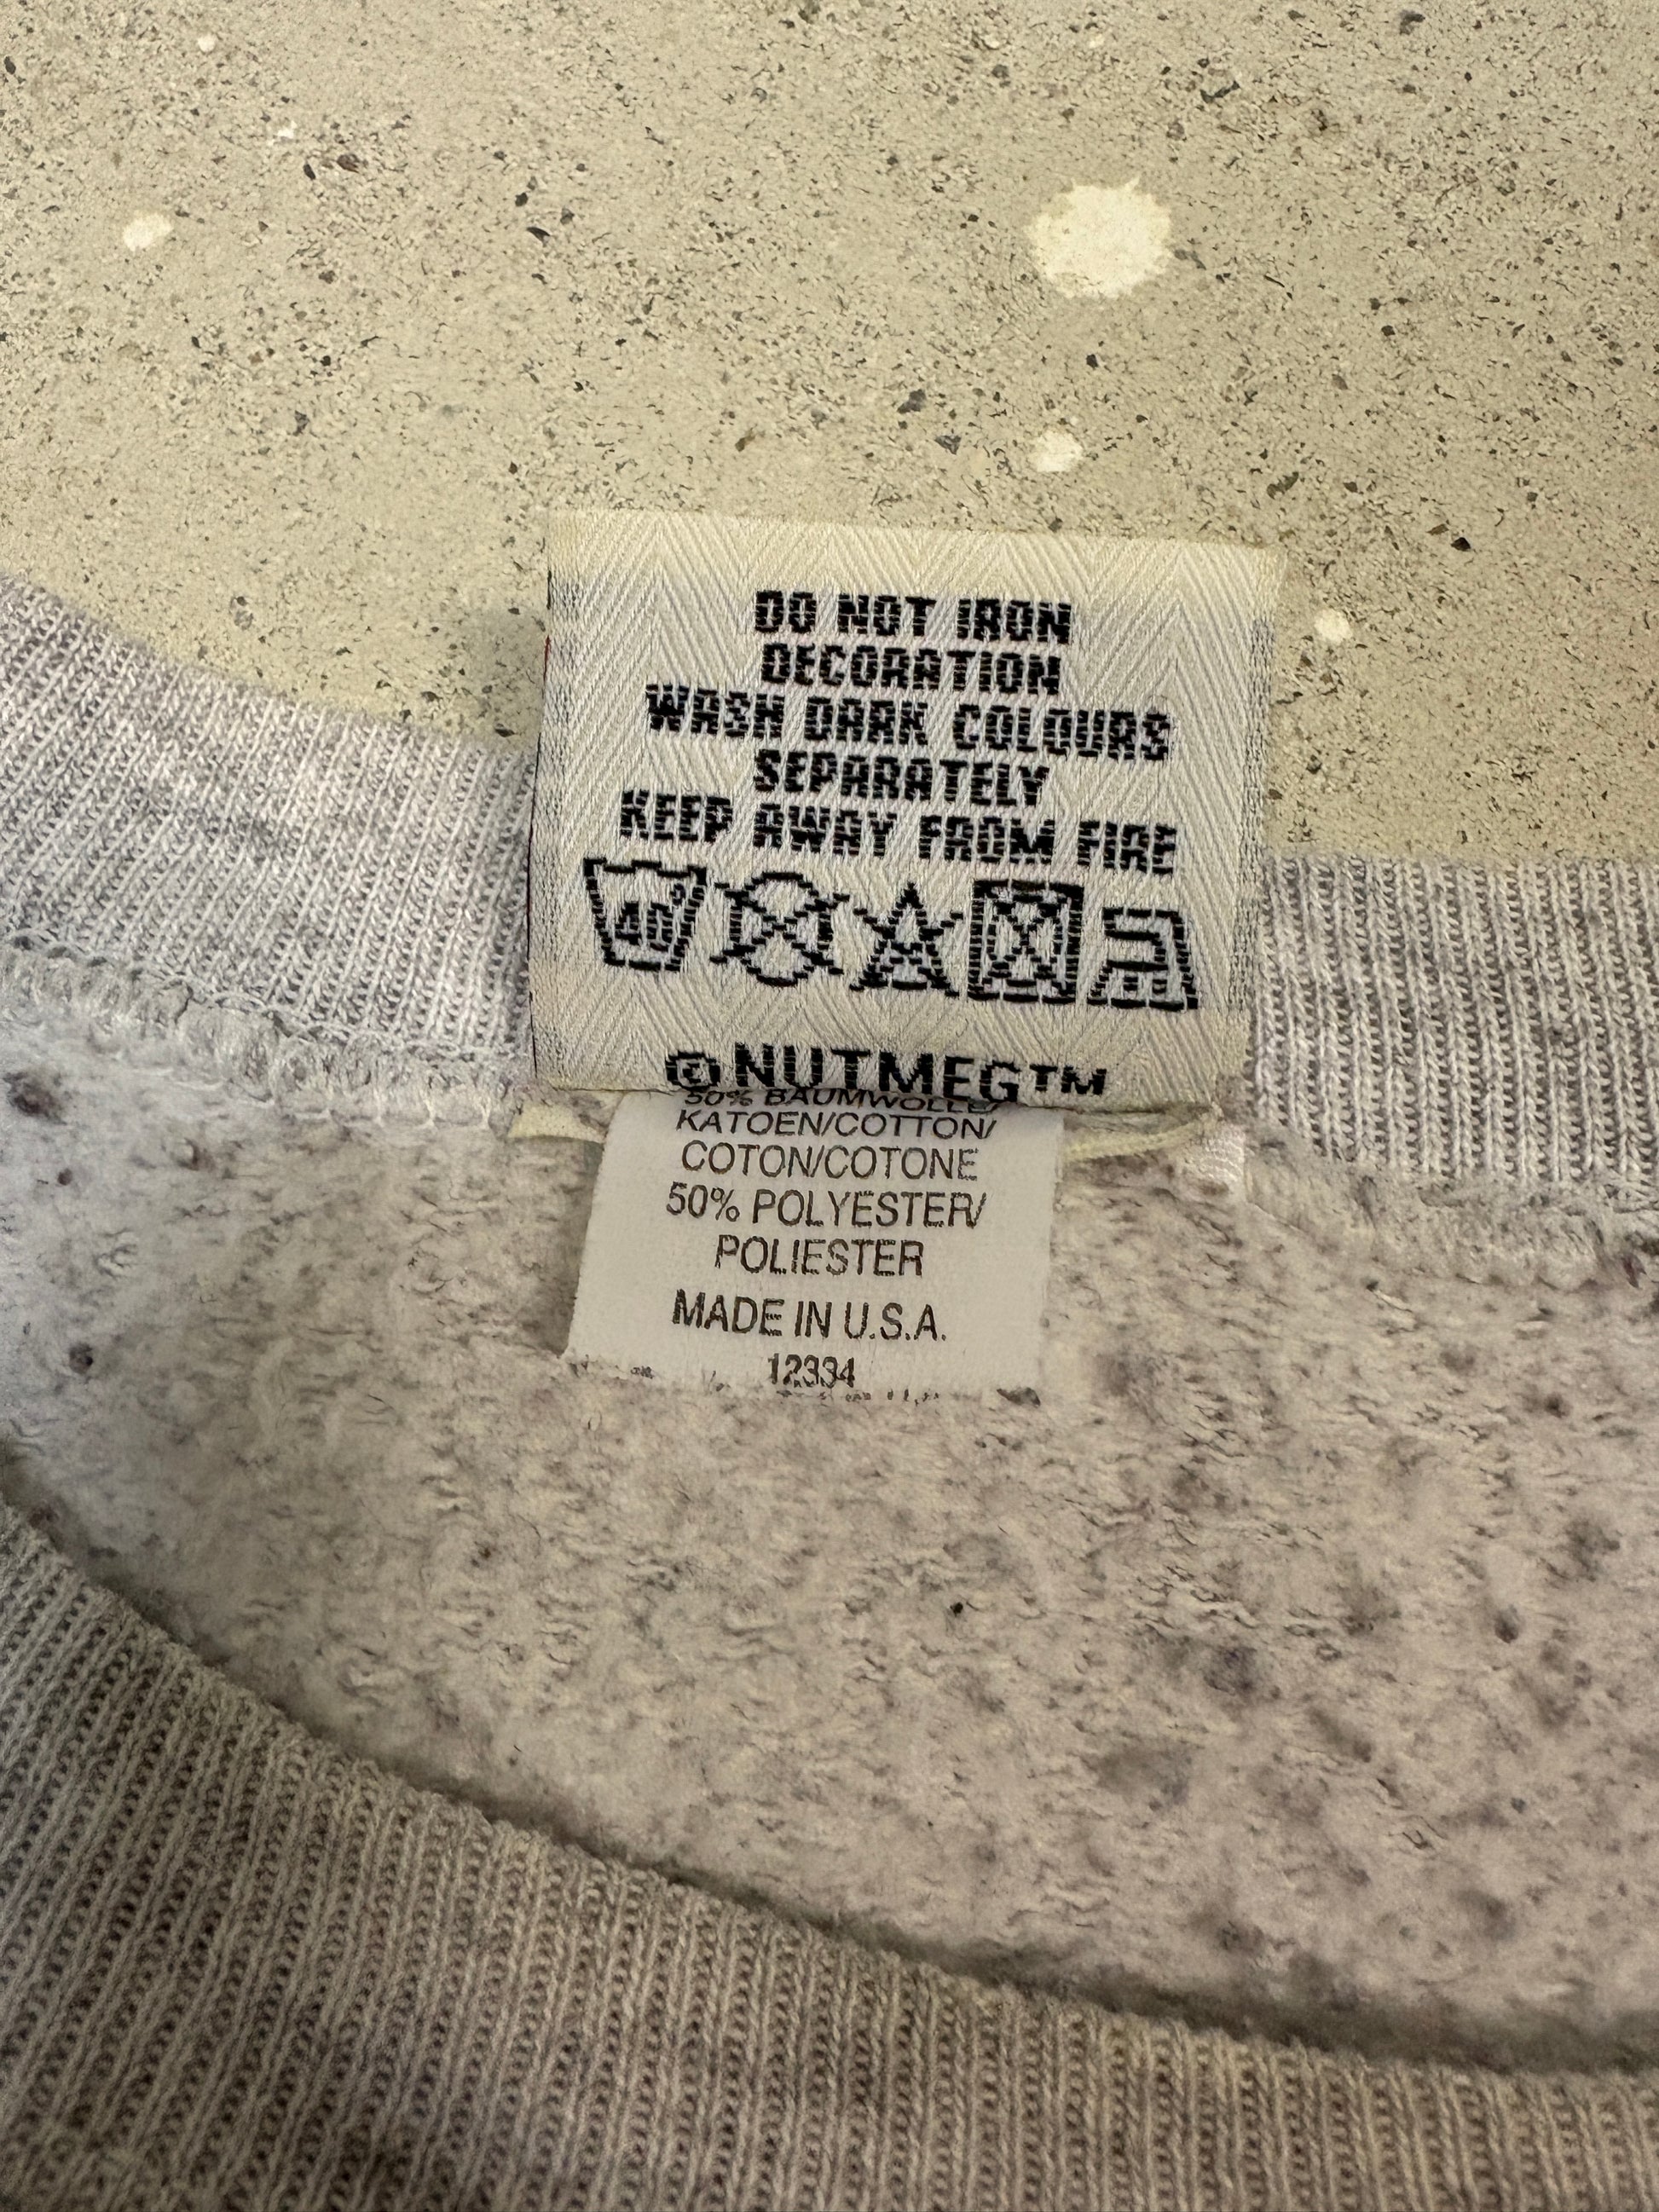 DO NOT IRON
DECORATION
WASH DARK COLOURS
SEPARATELY
KEEP AWAY FROM FIRE
40°
©NUTMEG™
50% BAUMWOLLE/
KATOEN/COTTON/
COTON/COTONE
50% POLYESTER/
POLIESTER
MADE IN U.S.A.
12334